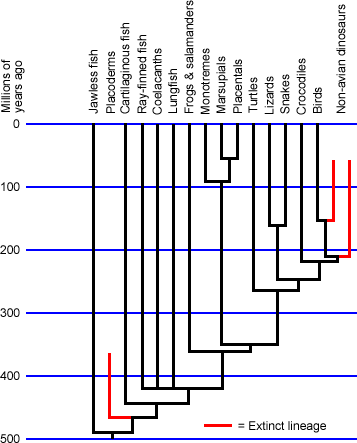 Millions of
years ago
Jawless fish
Placoderms
Cartilaginous fish
Ray-finned fish
Coelacanths
Lungfish
Frogs & salamanders
Monotremes
Marsupials
Placentals
Turtles
Lizards
Snakes
Crocodiles
Birds
Non-avian dinosaurs
0
100
200
300
400
500
= Extinct lineage